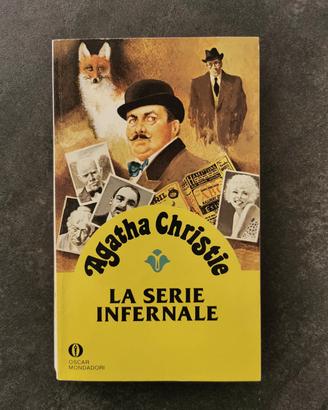 Agatha Christie
LA SERIE
INFERNALE
OSCAR
MONDADORI